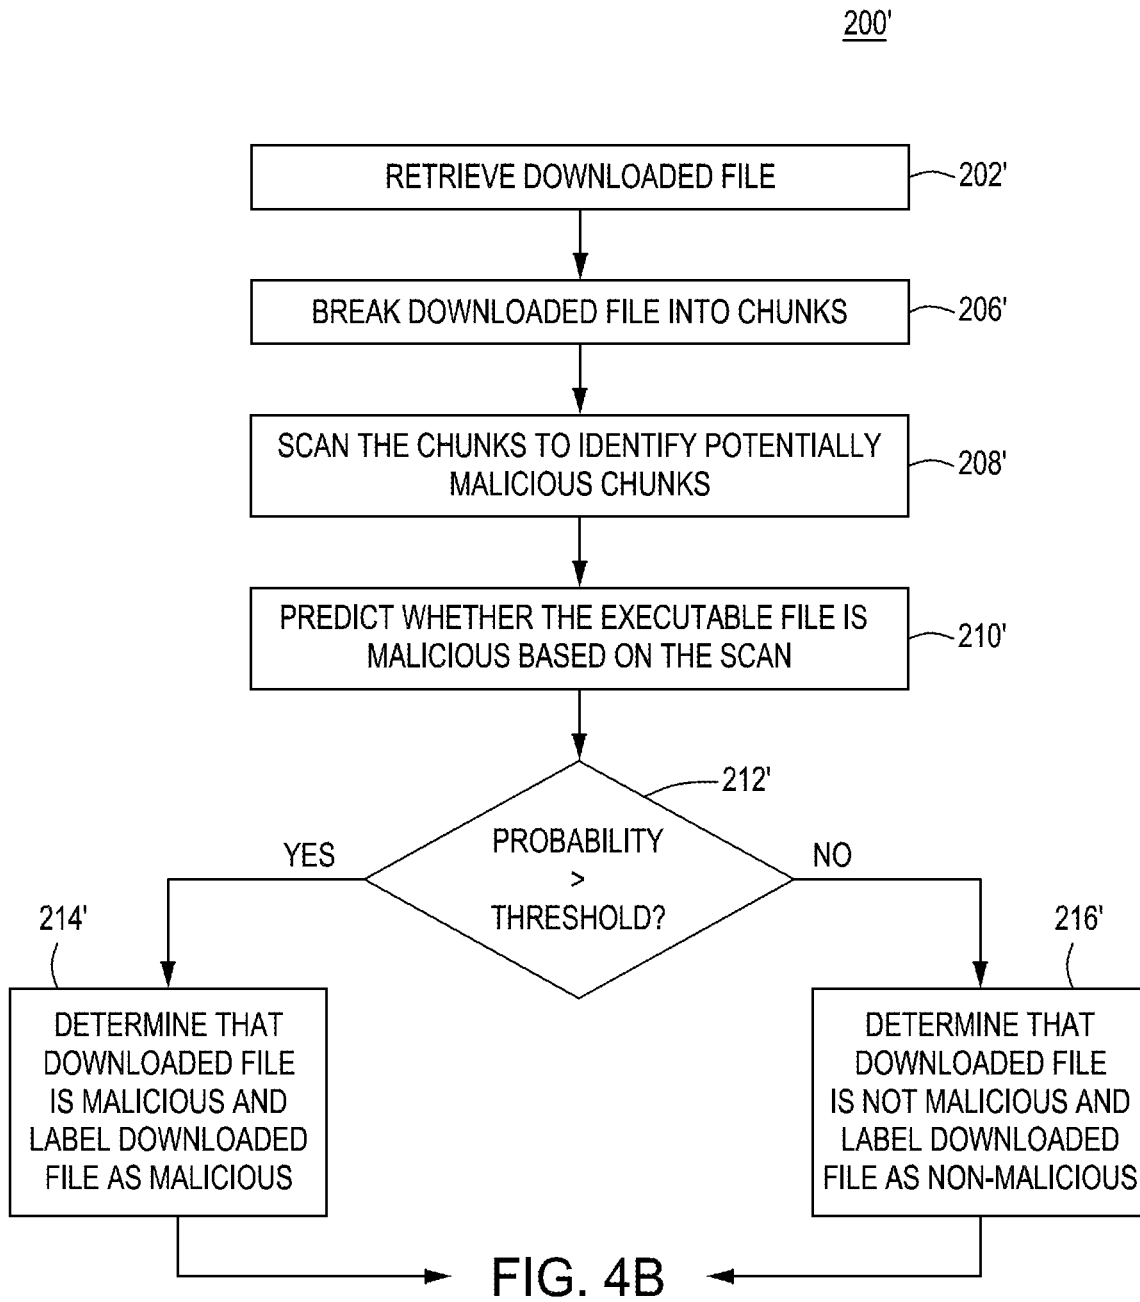 200'
RETRIEVE DOWNLOADED FILE
202'
BREAK DOWNLOADED FILE INTO CHUNKS
206'
SCAN THE CHUNKS TO IDENTIFY POTENTIALLY
MALICIOUS CHUNKS
208'
PREDICT WHETHER THE EXECUTABLE FILE IS
MALICIOUS BASED ON THE SCAN
210'
212'
PROBABILITY
>
THRESHOLD?
YES
NO
214'
DETERMINE THAT
DOWNLOADED FILE
IS MALICIOUS AND
LABEL DOWNLOADED
FILE AS MALICIOUS
216'
DETERMINE THAT
DOWNLOADED FILE
IS NOT MALICIOUS AND
LABEL DOWNLOADED
FILE AS NON-MALICIOUS
FIG. 4B